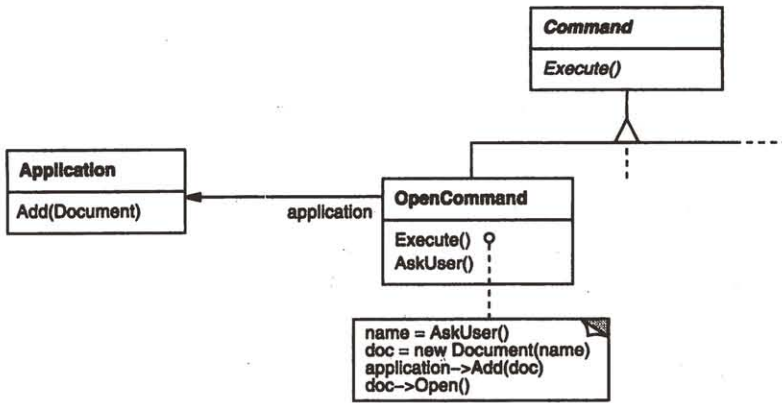 Command
Execute()
Application
Add(Document)
application
OpenCommand
Execute()
AskUser()
name = AskUser()
doc = new Document(name)
application->Add(doc)
doc->Open()